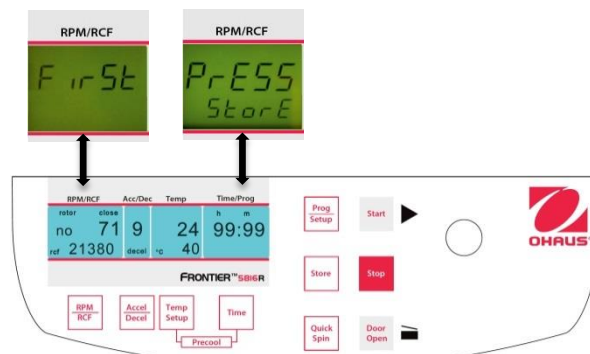 RPM/RCF
RPM/RCF
FirSt
PrESS
StorE
RPM/RCF Acc/Dec Temp Time/Prog
rotor close h m
no 71 9 24 99:99
rcf 21380 decel °C 40
FRONTIER™ 5816R
RPM
RCF
Accel
Decel
Temp
Setup
Time
Precool
Prog
Setup
Start
Store
Stop
Quick
Spin
Door
Open
OHAUS